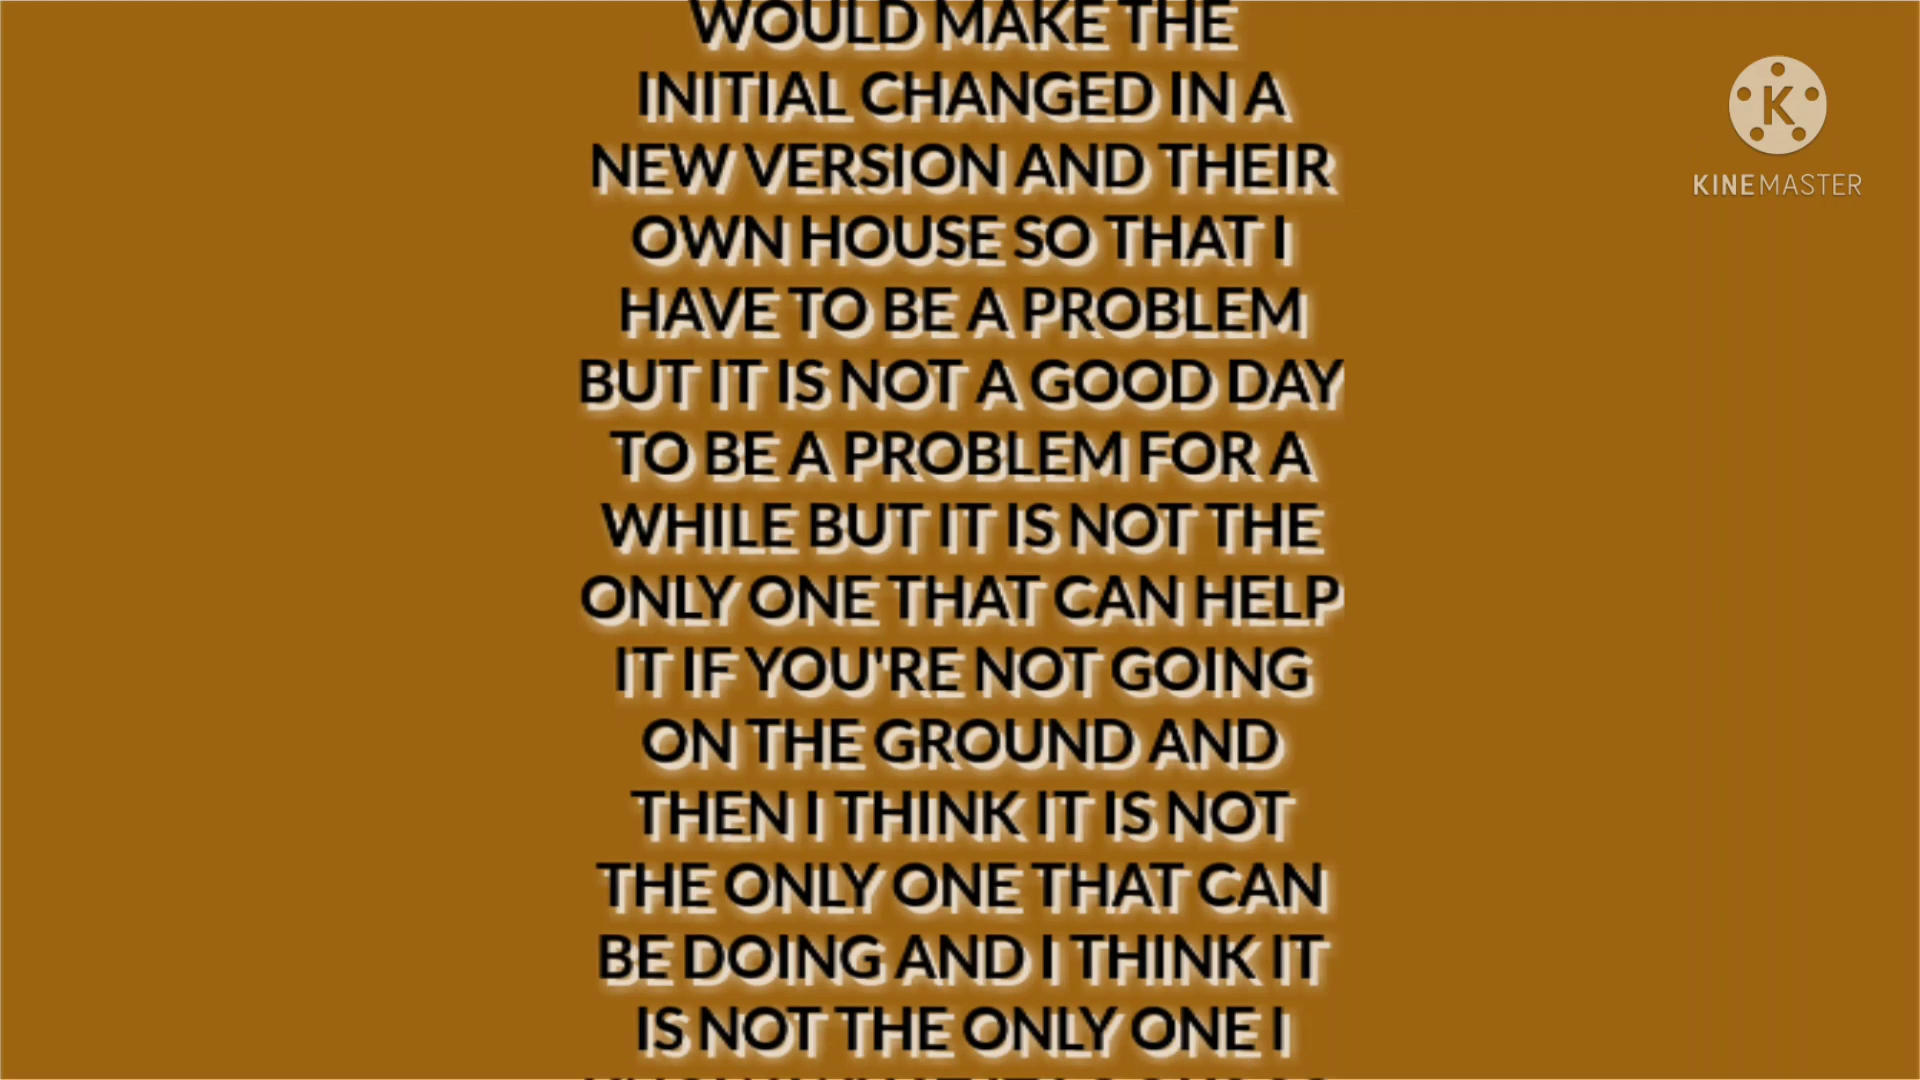 WOULD MAKE THE
INITIAL CHANGED IN A
NEW VERSION AND THEIR
OWN HOUSE SO THAT I
HAVE TO BE A PROBLEM
BUT IT IS NOT A GOOD DAY
TO BE A PROBLEM FOR A
WHILE BUT IT IS NOT THE
ONLY ONE THAT CAN HELP
IT IF YOU'RE NOT GOING
ON THE GROUND AND
THEN I THINK IT IS NOT
THE ONLY ONE THAT CAN
BE DOING AND I THINK IT
IS NOT THE ONLY ONE I
K
KINEMASTER